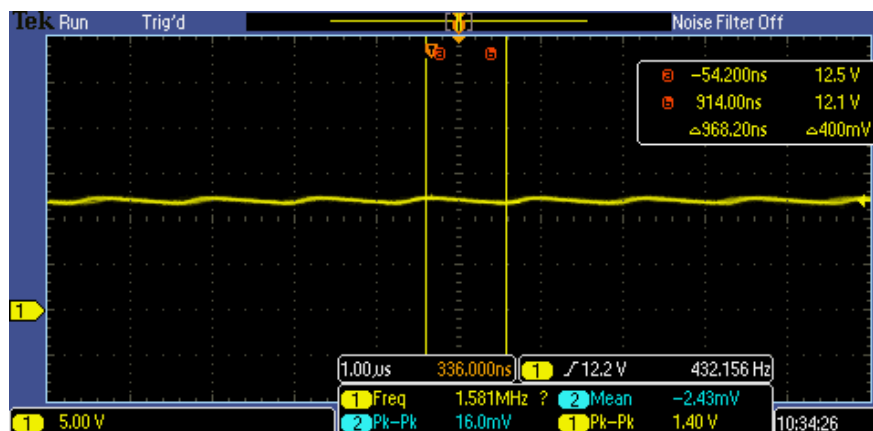 Tek Run Trig'd Noise Filter Off
a -54.200ns 12.5 V
b 914.00ns 12.1 V
△968.20ns △400mV
1
1.00µs 336.000ns 1 ╱ 12.2 V 432.156 Hz
1 Freq 1.581MHz ? 2 Mean -2.43mV
1 5.00 V 2 Pk-Pk 16.0mV 1 Pk-Pk 1.40 V 10:34:26